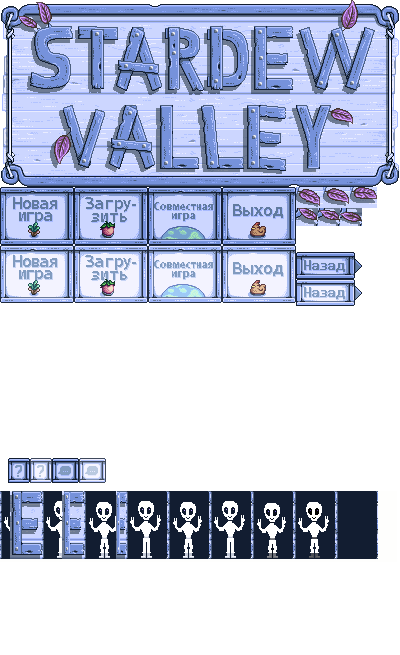 STARDEW
VALLEY
Новая
игра
Загру-
зить
Совместная
игра
Выход
Новая
игра
Загру-
зить
Совместная
игра
Выход
Назад
Назад
? ?
E E